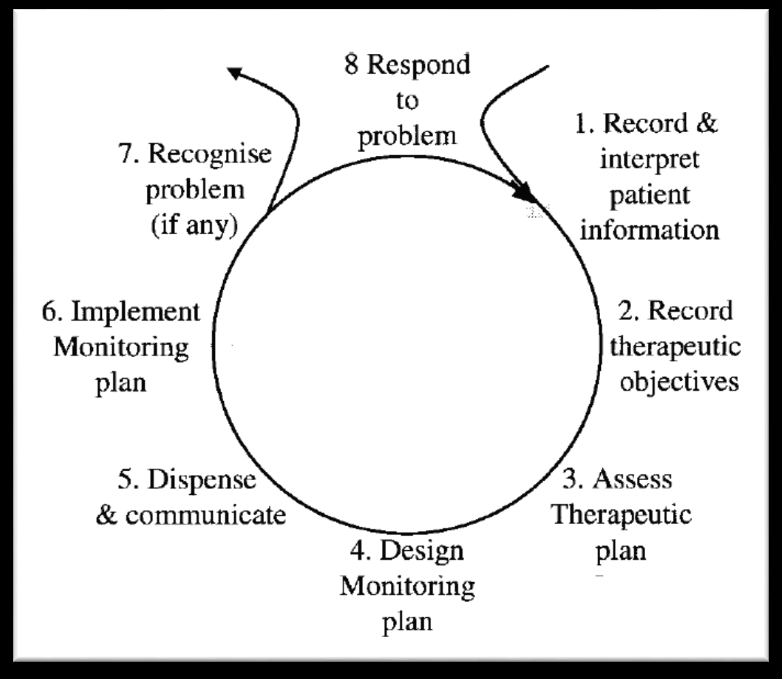 8 Respond
to
problem
1. Record &
interpret
patient
information
2. Record
therapeutic
objectives
3. Assess
Therapeutic
plan
4. Design
Monitoring
plan
5. Dispense
& communicate
6. Implement
Monitoring
plan
7. Recognise
problem
(if any)